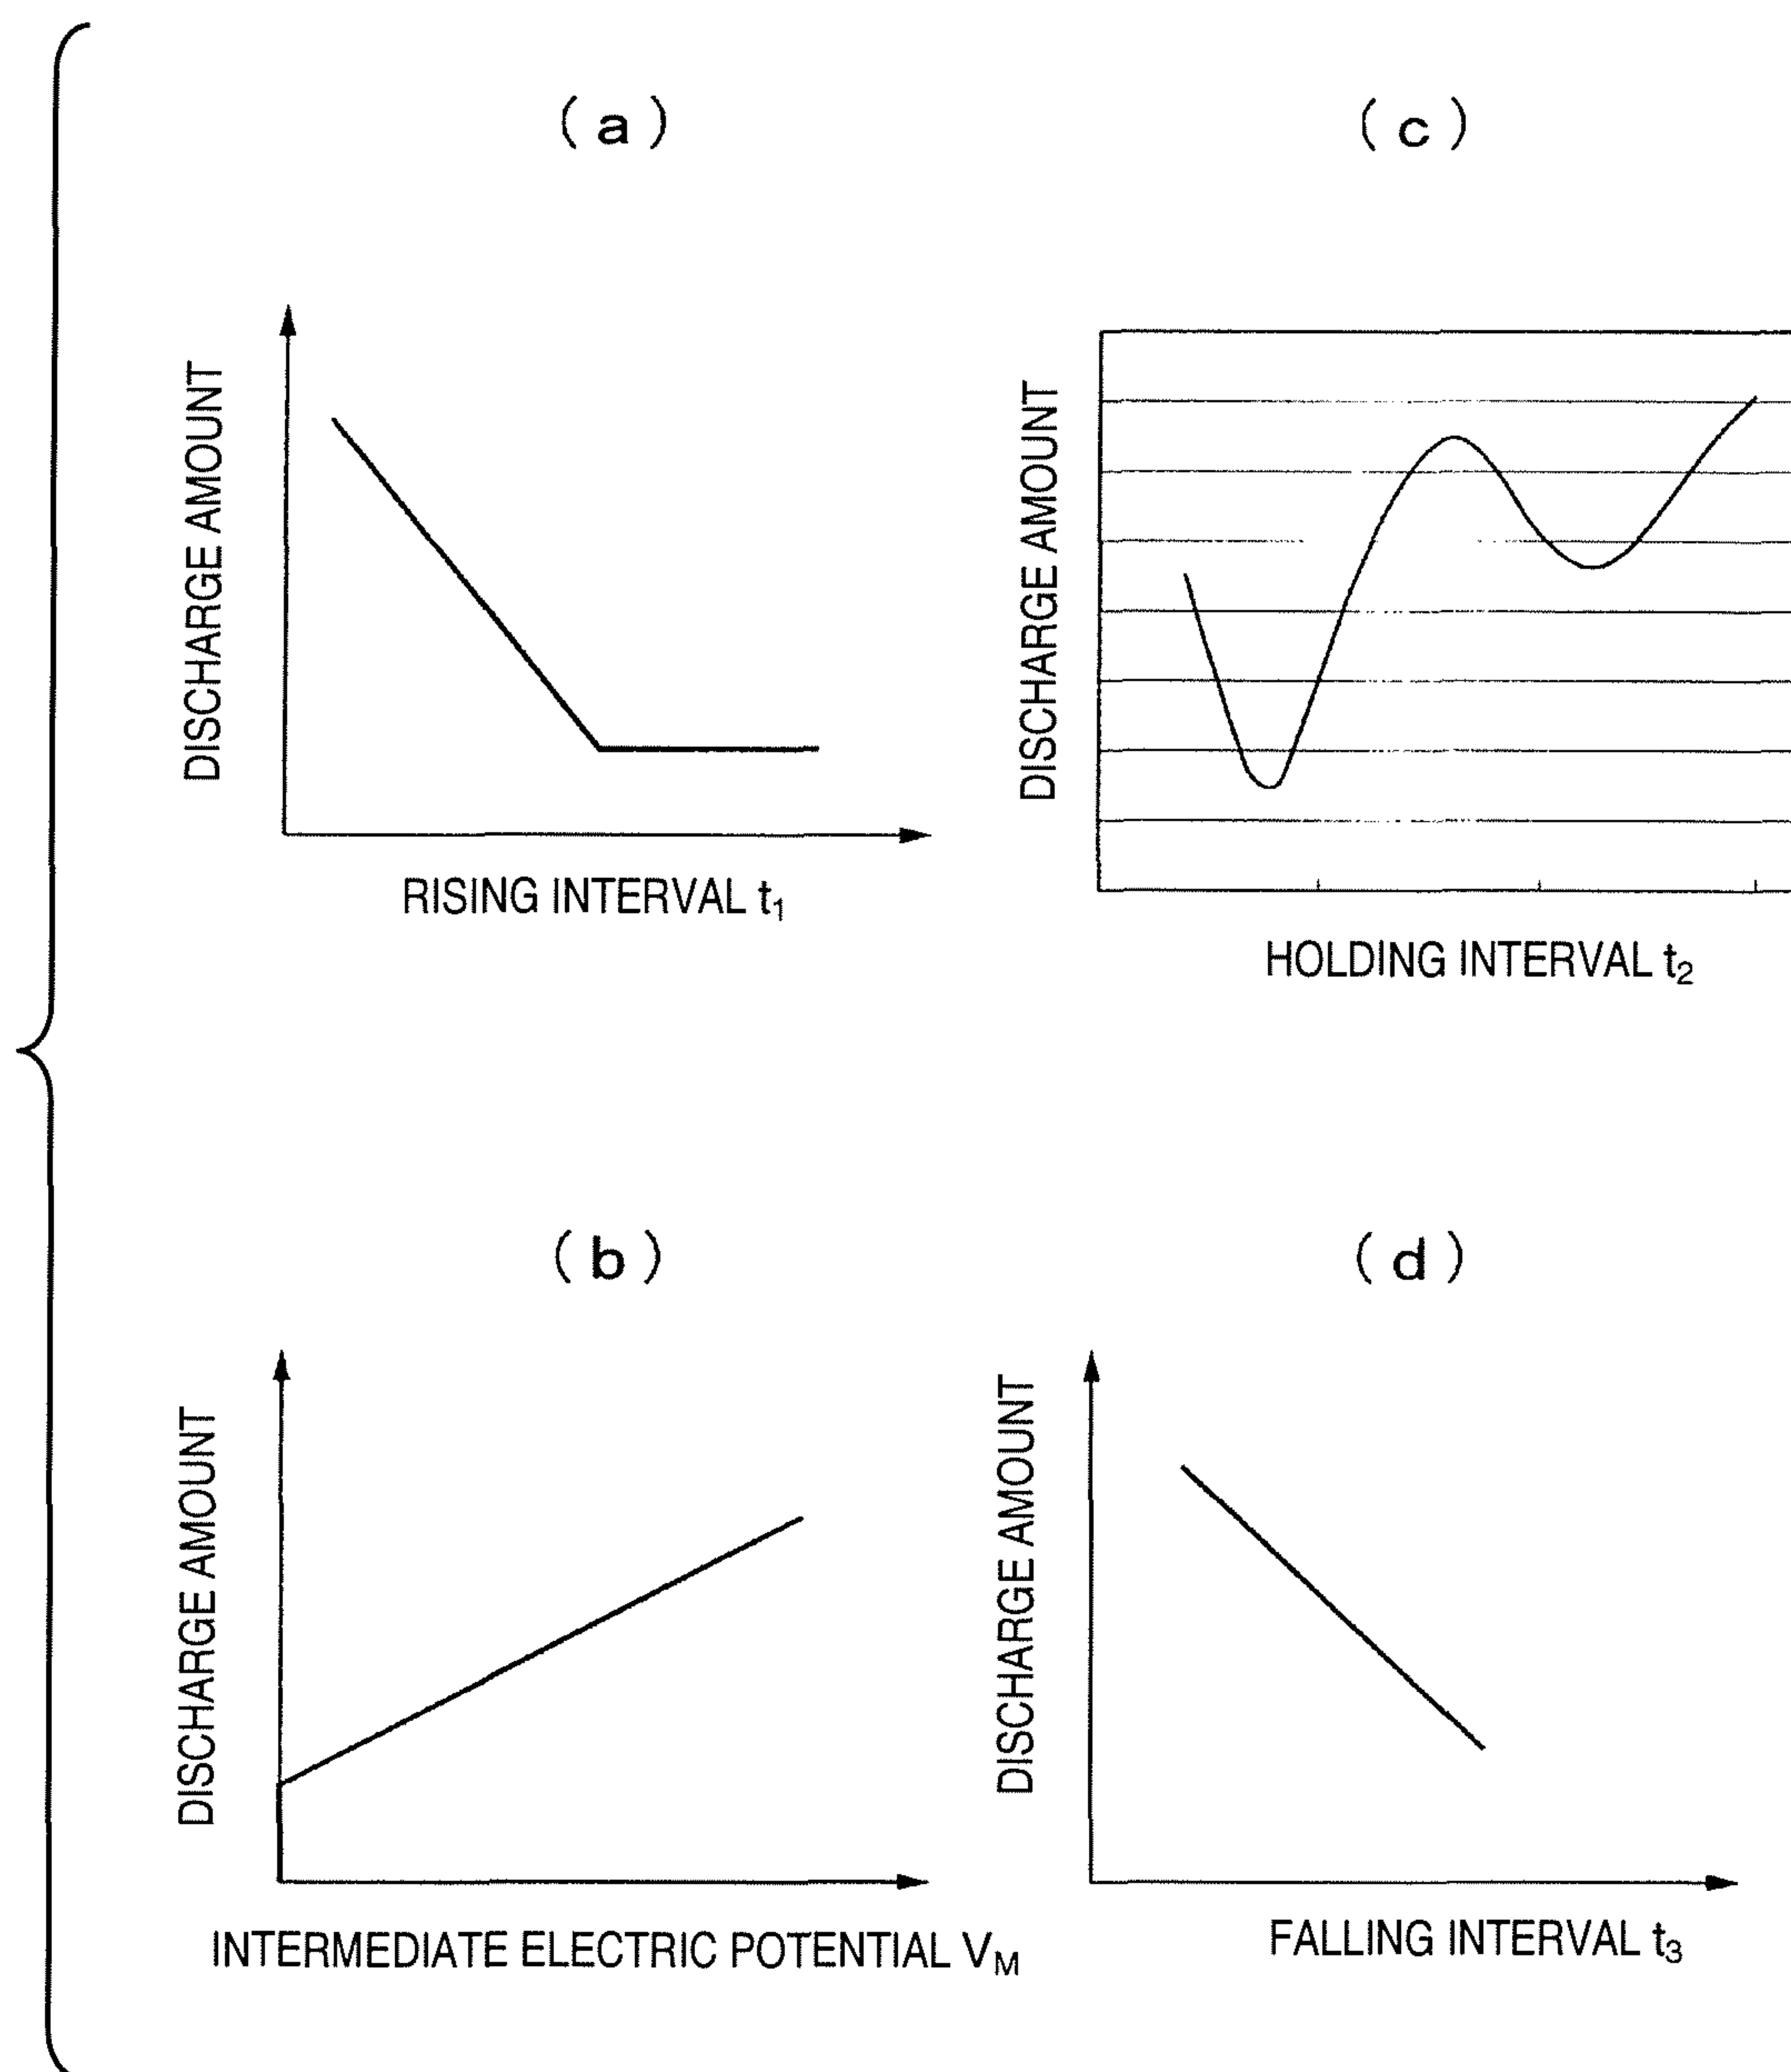 (a)
DISCHARGE AMOUNT
RISING INTERVAL t₁
(c)
DISCHARGE AMOUNT
HOLDING INTERVAL t₂
(b)
DISCHARGE AMOUNT
INTERMEDIATE ELECTRIC POTENTIAL V_M
(d)
DISCHARGE AMOUNT
FALLING INTERVAL t₃